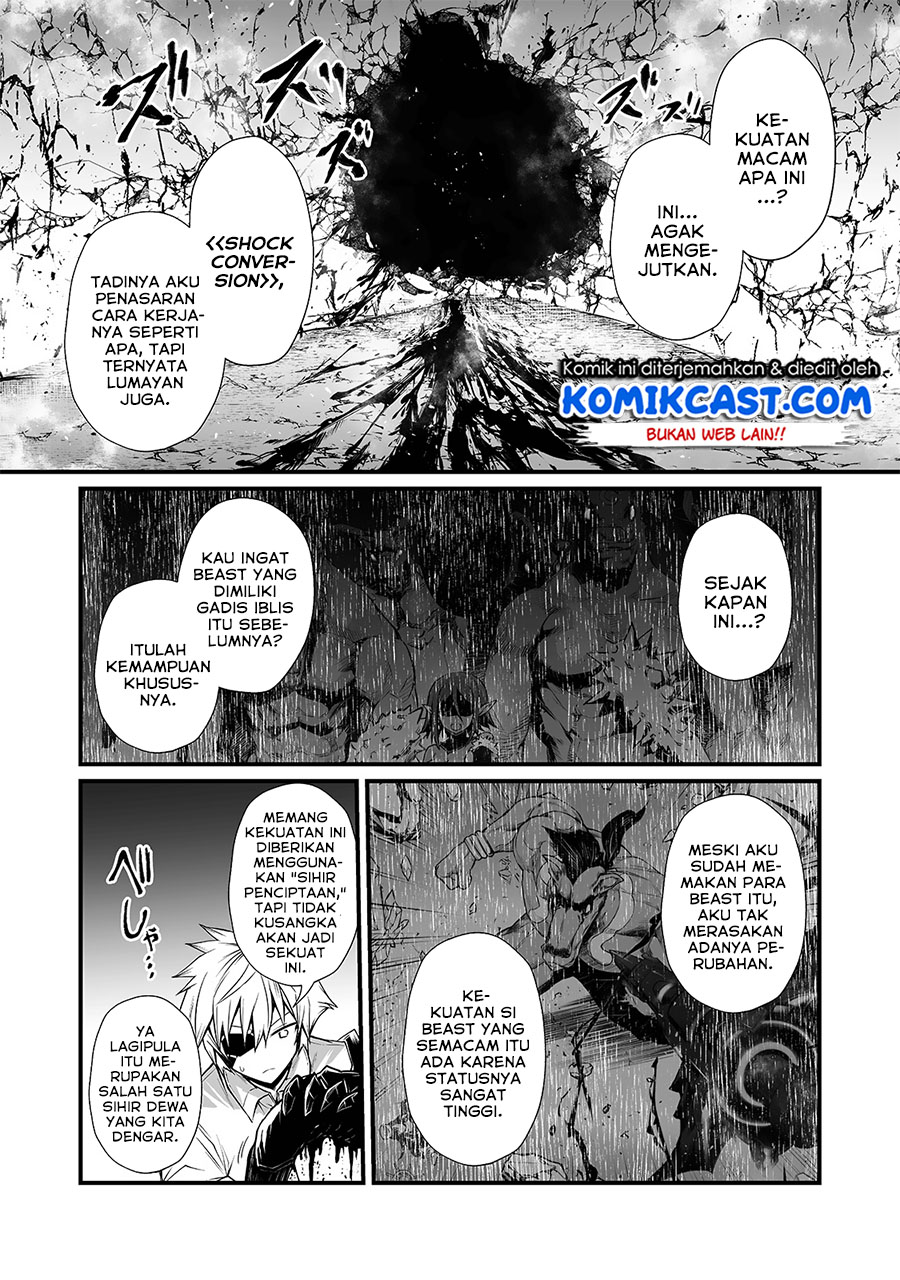 KE-
KUATAN
MACAM
APA INI
...?
INI...
AGAK
MENGE-
JUTKAN.
<<SHOCK
CONVER-
SION>>,
TADINYA AKU
PENASARAN
CARA KERJA-
NYA SEPERTI
APA, TAPI
TERNYATA
LUMAYAN
JUGA.
ズズ
ズ
ズズ
Komik ini diterjemahkan & diedit oleh
KOMIKCAST.COM
BUKAN WEB LAIN!!
SEJAK
KAPAN
INI...?
KAU INGAT
BEAST YANG
DIMILIKI
GADIS IBLIS
ITU SEBE-
LUMNYA?
ITULAH
KEMAMPUAN
KHUSUS-
NYA.
MESKI AKU
SUDAH ME-
MAKAN PARA
BEAST ITU,
AKU TAK
MERASAKAN
ADANYA PE-
RUBAHAN.
KE-
KUATAN SI
BEAST YANG
SEMACAM ITU
ADA KARENA
STATUSNYA
SANGAT
TINGGI.
MEMANG
KEKUATAN INI
DIBERIKAN
MENGGUNA-
KAN "SIHIR
PENCIPTAAN,"
TAPI TIDAK
KUSANGKA
AKAN JADI
SEKUAT
INI.
YA
LAGIPULA
ITU ME-
RUPAKAN
SALAH SATU
SIHIR DEWA
YANG KITA
DENGAR.